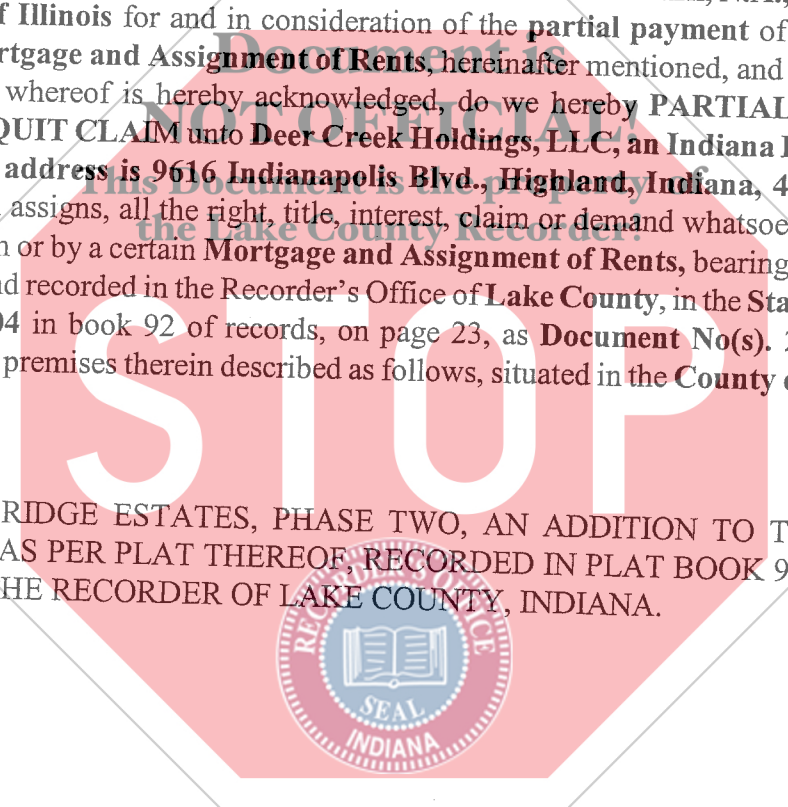 f Illinois for and in consideration of the partial payment of
rtgage and Assignment of Rents, hereinafter mentioned, and
Document is
whereof is hereby acknowledged, do we hereby PARTIAL
NOT OFFICIAL!
QUIT CLAIM unto Deer Creek Holdings, LLC, an Indiana
address is 9616 Indianapolis Blvd., Highland, Indiana, 4
This Document is the property of
assigns, all the right, title, interest, claim or demand whatsoe
the Lake County Recorder!
n or by a certain Mortgage and Assignment of Rents, bearing
nd recorded in the Recorder's Office of Lake County, in the Sta
04 in book 92 of records, on page 23, as Document No(s).
premises therein described as follows, situated in the County
STOP
RIDGE ESTATES, PHASE TWO, AN ADDITION TO T
AS PER PLAT THEREOF, RECORDED IN PLAT BOOK 9
HE RECORDER OF LAKE COUNTY, INDIANA.
RECORDER'S OFFICE
SEAL
INDIANA